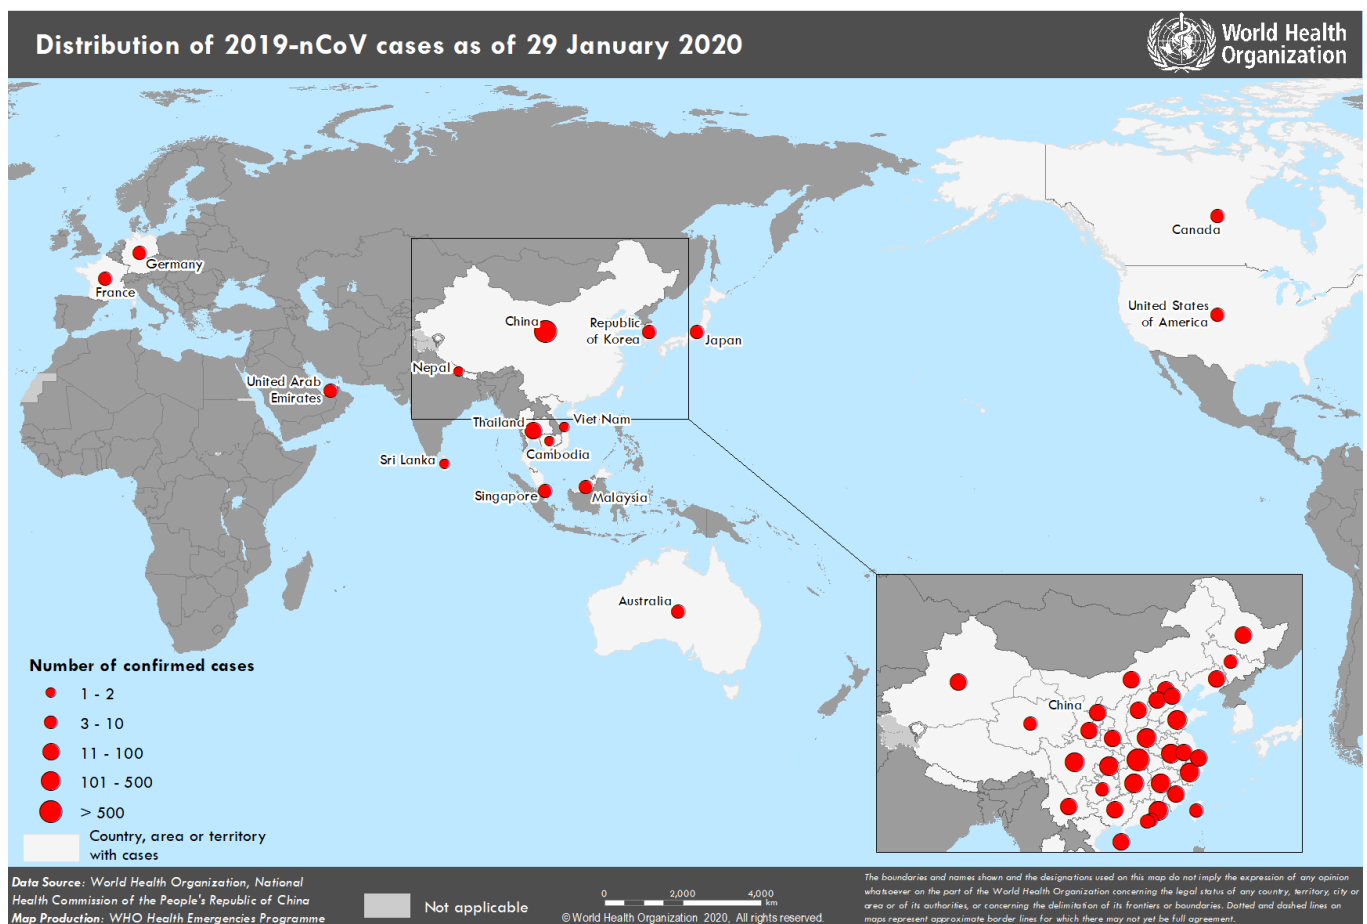 Distribution of 2019-nCoV cases as of 29 January 2020
World Health
Organization
Canada
Germany
France
United States
of America
China
Republic
of Korea
Japan
Nepal
United Arab
Emirates
Thailand
Viet Nam
Cambodia
Sri Lanka
Singapore
Malaysia
Australia
China
Number of confirmed cases
1 - 2
3 - 10
11 - 100
101 - 500
> 500
Country, area or territory
with cases
Data Source: World Health Organization, National
Health Commission of the People's Republic of China
Map Production: WHO Health Emergencies Programme
Not applicable
0 2,000 4,000
km
© World Health Organization 2020, All rights reserved.
The boundaries and names shown and the designations used on this map do not imply the expression of any opinion
whatsoever on the part of the World Health Organization concerning the legal status of any country, territory, city or
area or of its authorities, or concerning the delimitation of its frontiers or boundaries. Dotted and dashed lines on
maps represent approximate border lines for which there may not yet be full agreement.